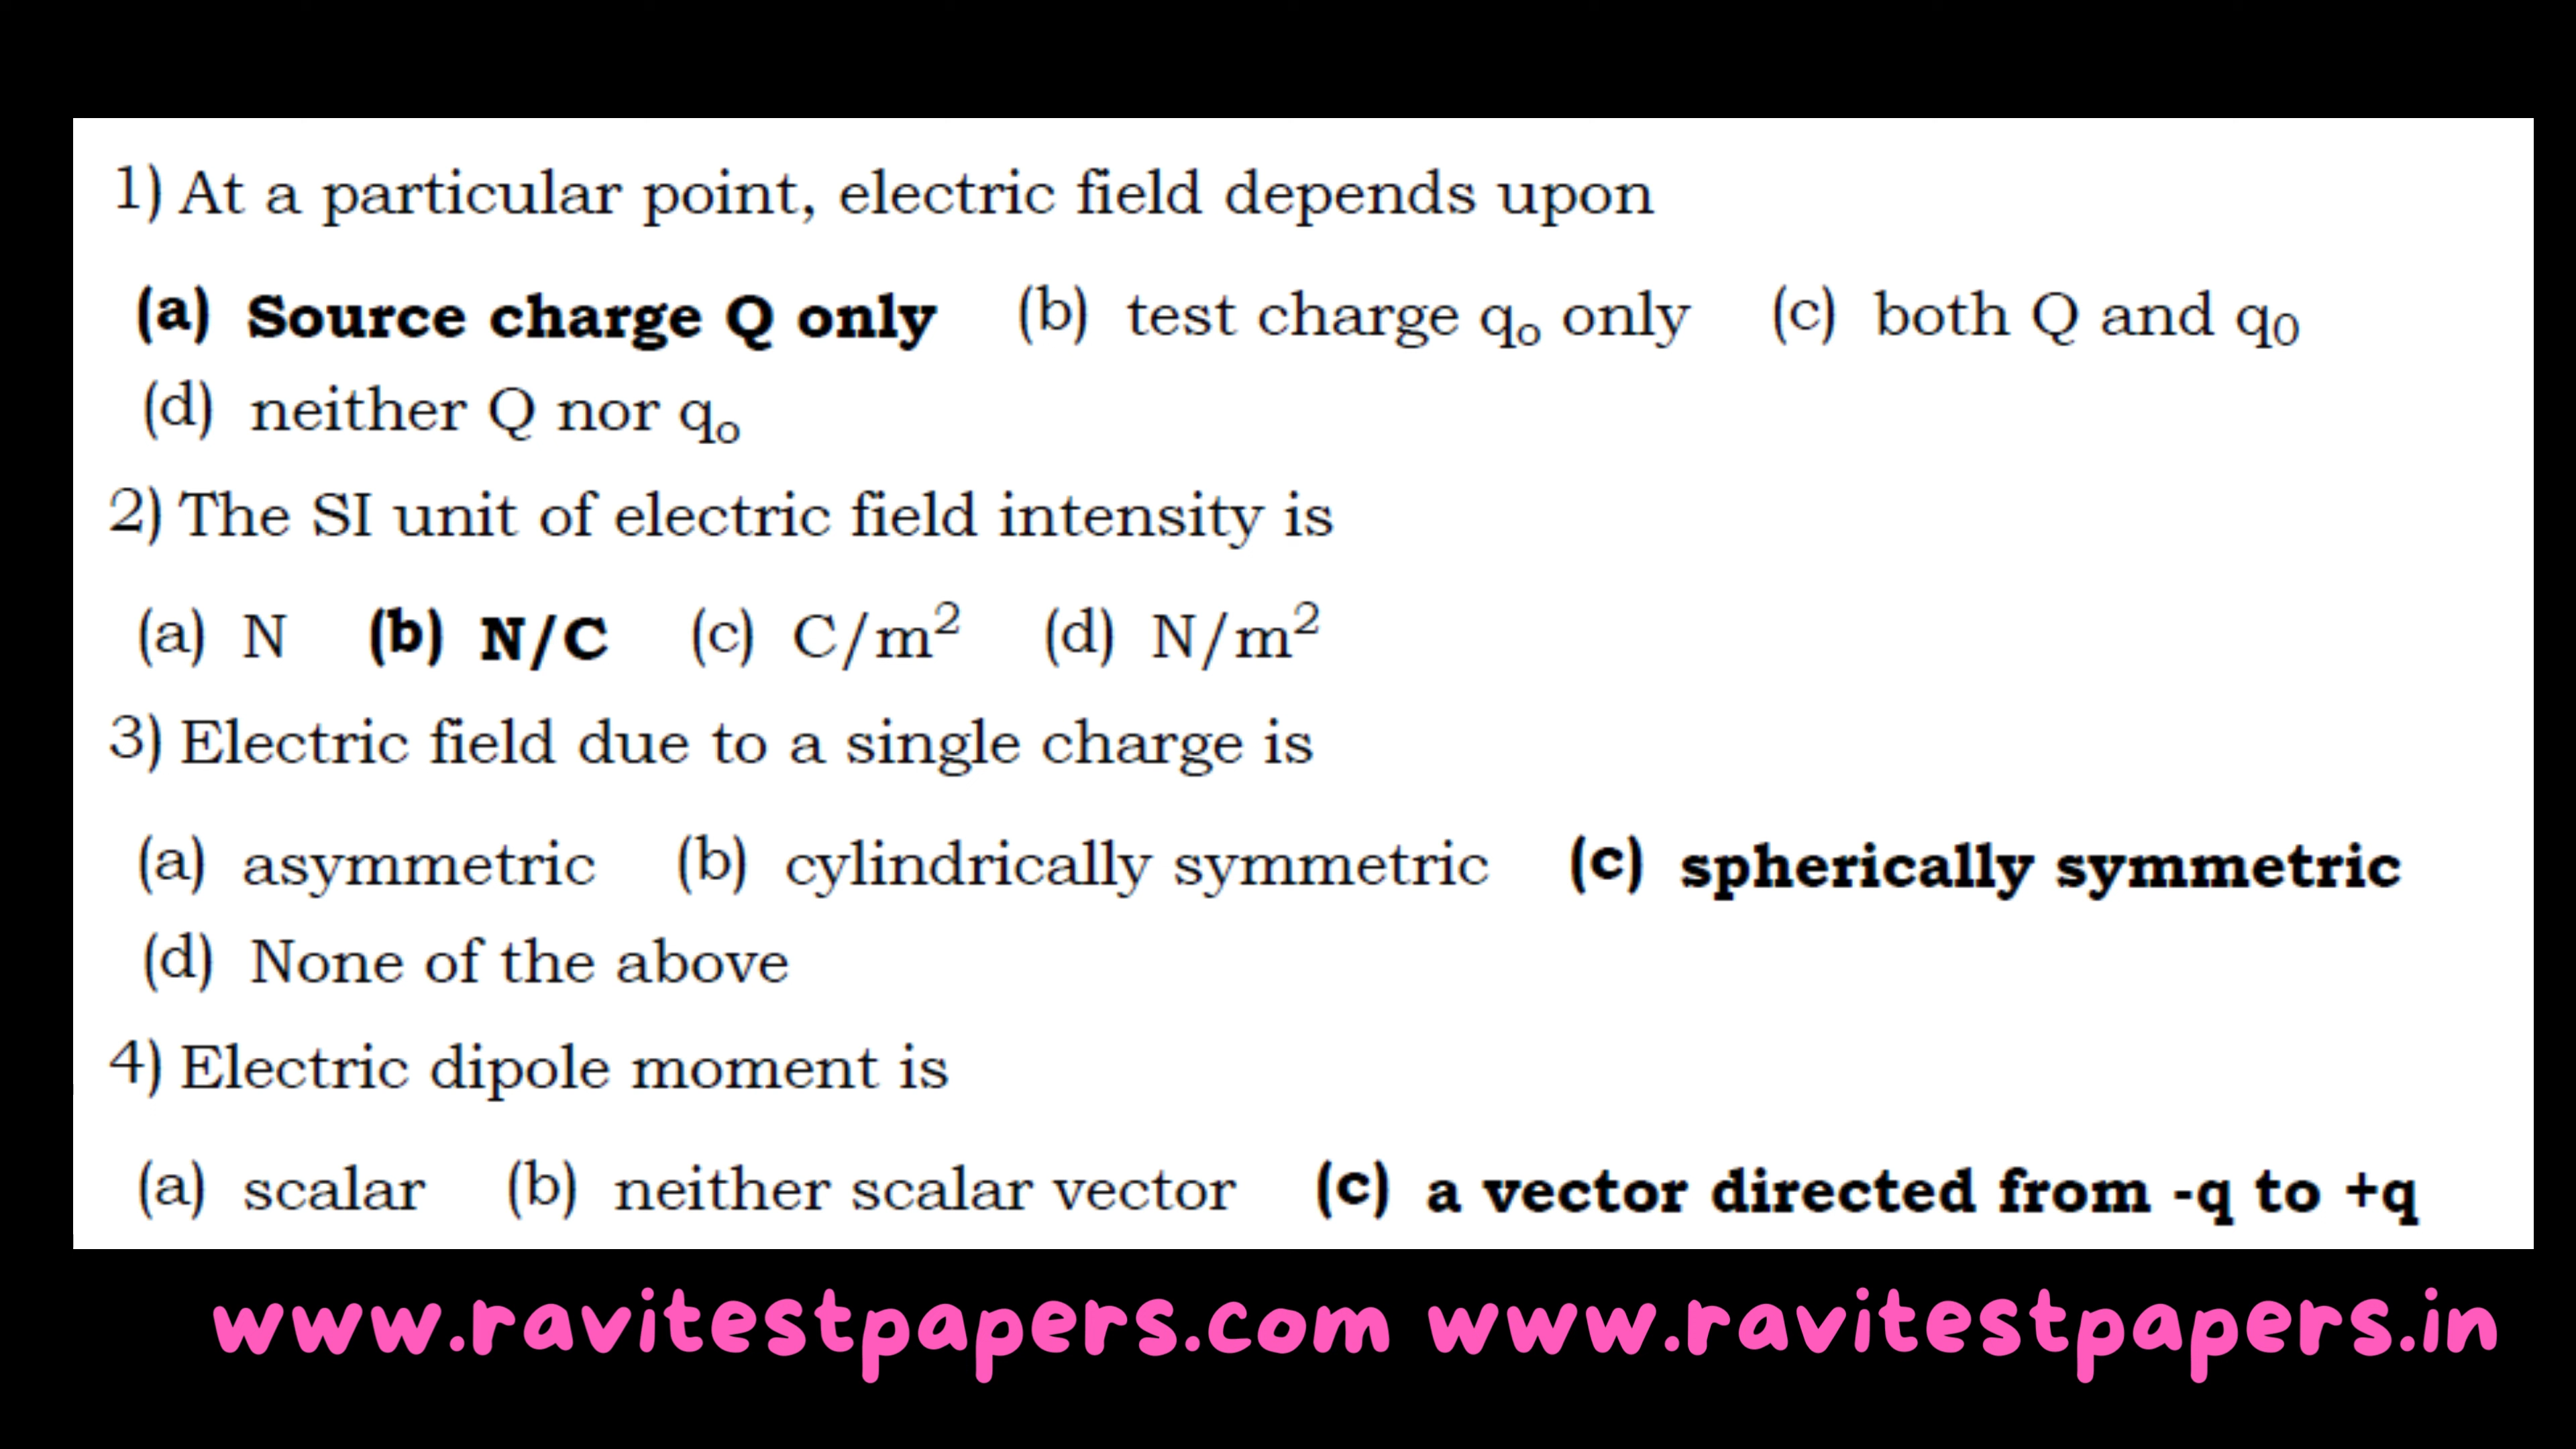 1) At a particular point, electric field depends upon
(a) Source charge Q only (b) test charge qₒ only (c) both Q and q₀
(d) neither Q nor qₒ
2) The SI unit of electric field intensity is
(a) N (b) N/C (c) C/m² (d) N/m²
3) Electric field due to a single charge is
(a) asymmetric (b) cylindrically symmetric (c) spherically symmetric
(d) None of the above
4) Electric dipole moment is
(a) scalar (b) neither scalar vector (c) a vector directed from -q to +q
www.ravitestpapers.com www.ravitestpapers.in